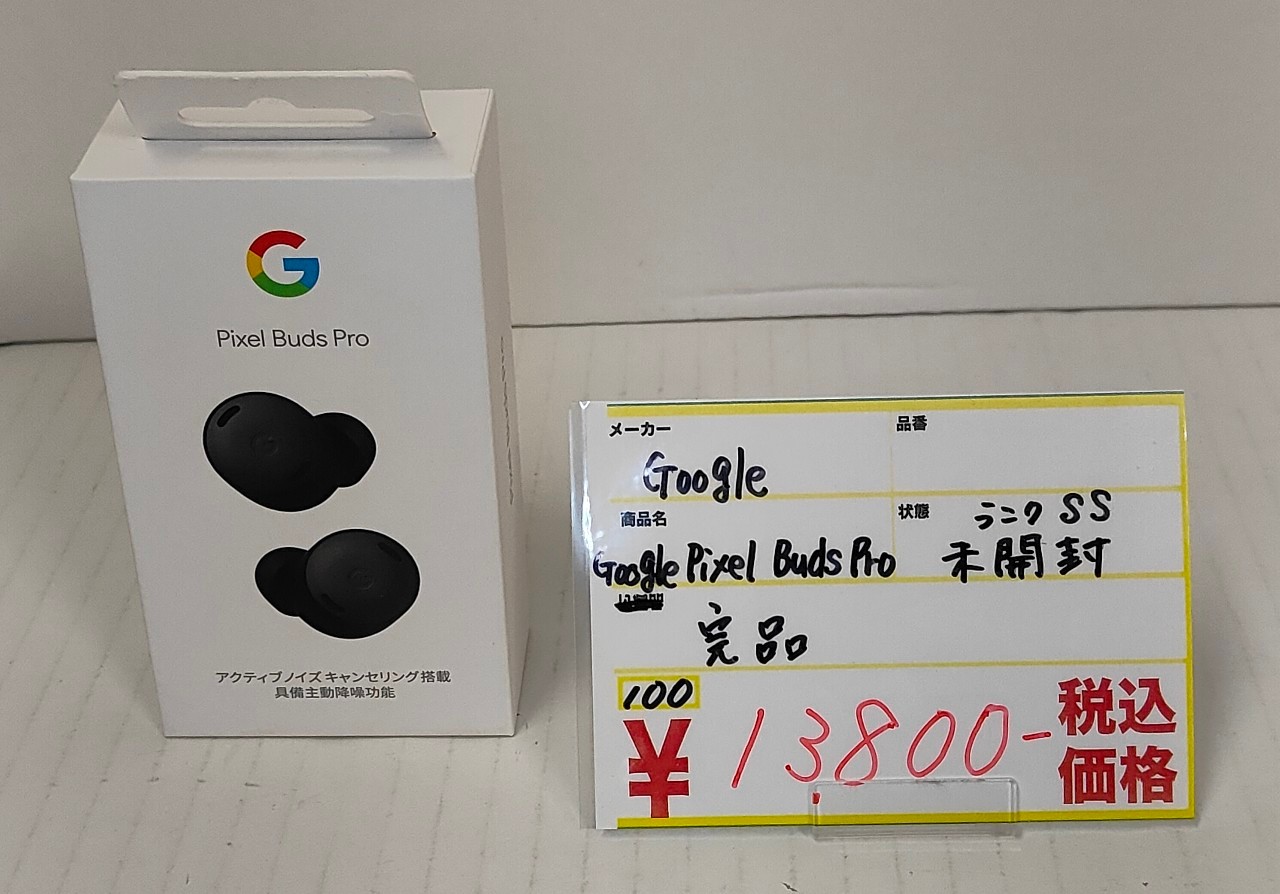 G
Pixel Buds Pro
アクティブノイズ キャンセリング搭載
具備主動降噪功能
メーカー
Google
品番
商品名
Google Pixel Buds Pro
状態
ランク SS
未開封
完品
100
¥13,800-
税込
価格